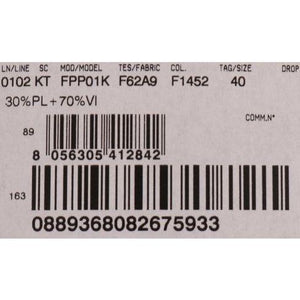 LN/LINE SC MOD/MODEL TES/FABRIC COL. TAG/SIZE DROP
0102 KT FPP01K F62A9 F1452 40
30%PL+70%VI
COMM.N°
89
8 056305 412842
163
0889368082675933